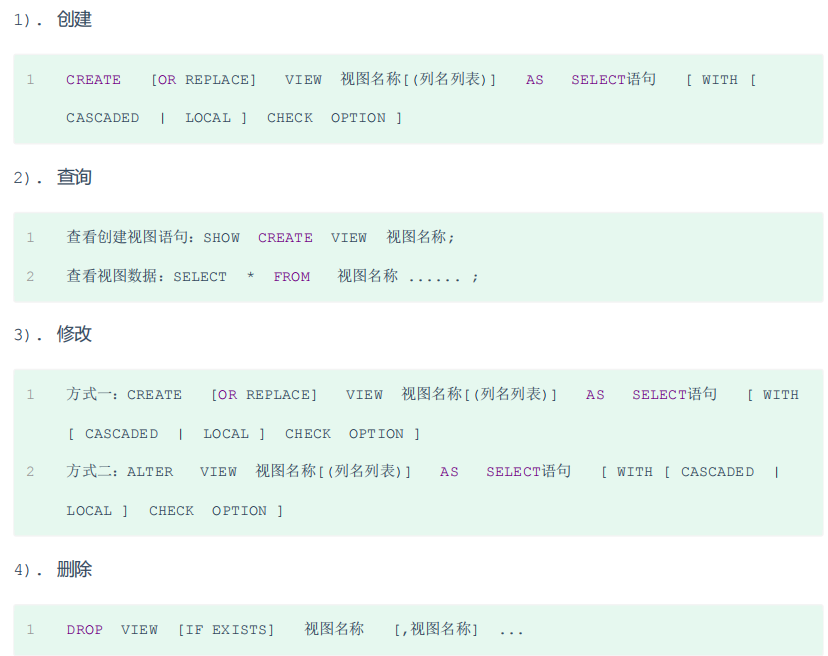 1). 创建
1 CREATE [OR REPLACE] VIEW 视图名称[(列名列表)] AS SELECT语句 [ WITH [
CASCADED | LOCAL ] CHECK OPTION ]
2). 查询
1 查看创建视图语句：SHOW CREATE VIEW 视图名称;
2 查看视图数据：SELECT * FROM 视图名称 ...... ;
3). 修改
1 方式一：CREATE [OR REPLACE] VIEW 视图名称[(列名列表)] AS SELECT语句 [ WITH
[ CASCADED | LOCAL ] CHECK OPTION ]
2 方式二：ALTER VIEW 视图名称[(列名列表)] AS SELECT语句 [ WITH [ CASCADED |
LOCAL ] CHECK OPTION ]
4). 删除
1 DROP VIEW [IF EXISTS] 视图名称 [,视图名称] ...